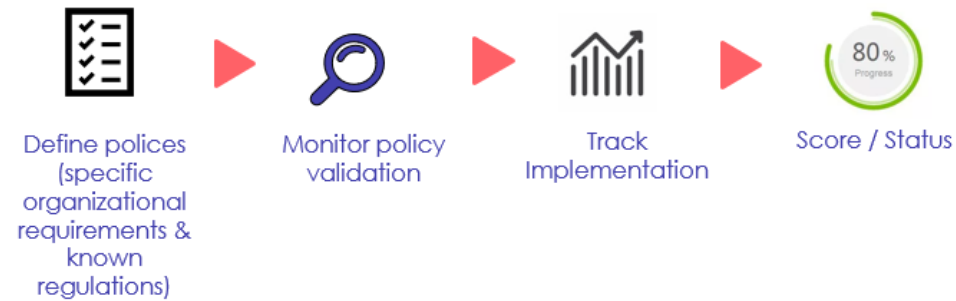 Define polices
(specific
organizational
requirements &
known
regulations)
Monitor policy
validation
Track
Implementation
80 %
Progress
Score / Status